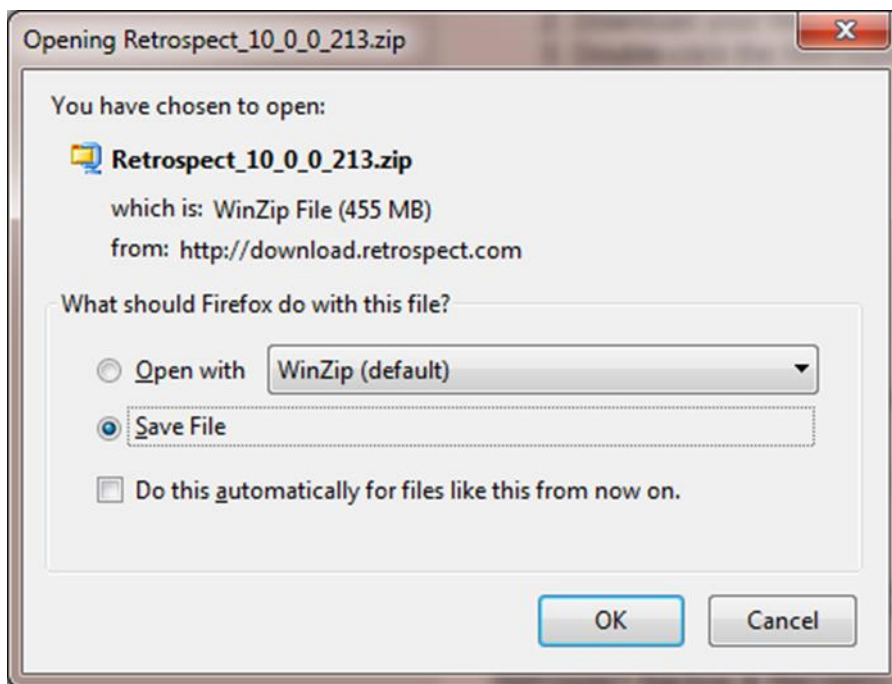 Opening Retrospect_10_0_0_213.zip
You have chosen to open:
Retrospect_10_0_0_213.zip
which is: WinZip File (455 MB)
from: http://download.retrospect.com
What should Firefox do with this file?
Open with WinZip (default)
Save File
Do this automatically for files like this from now on.
OK Cancel